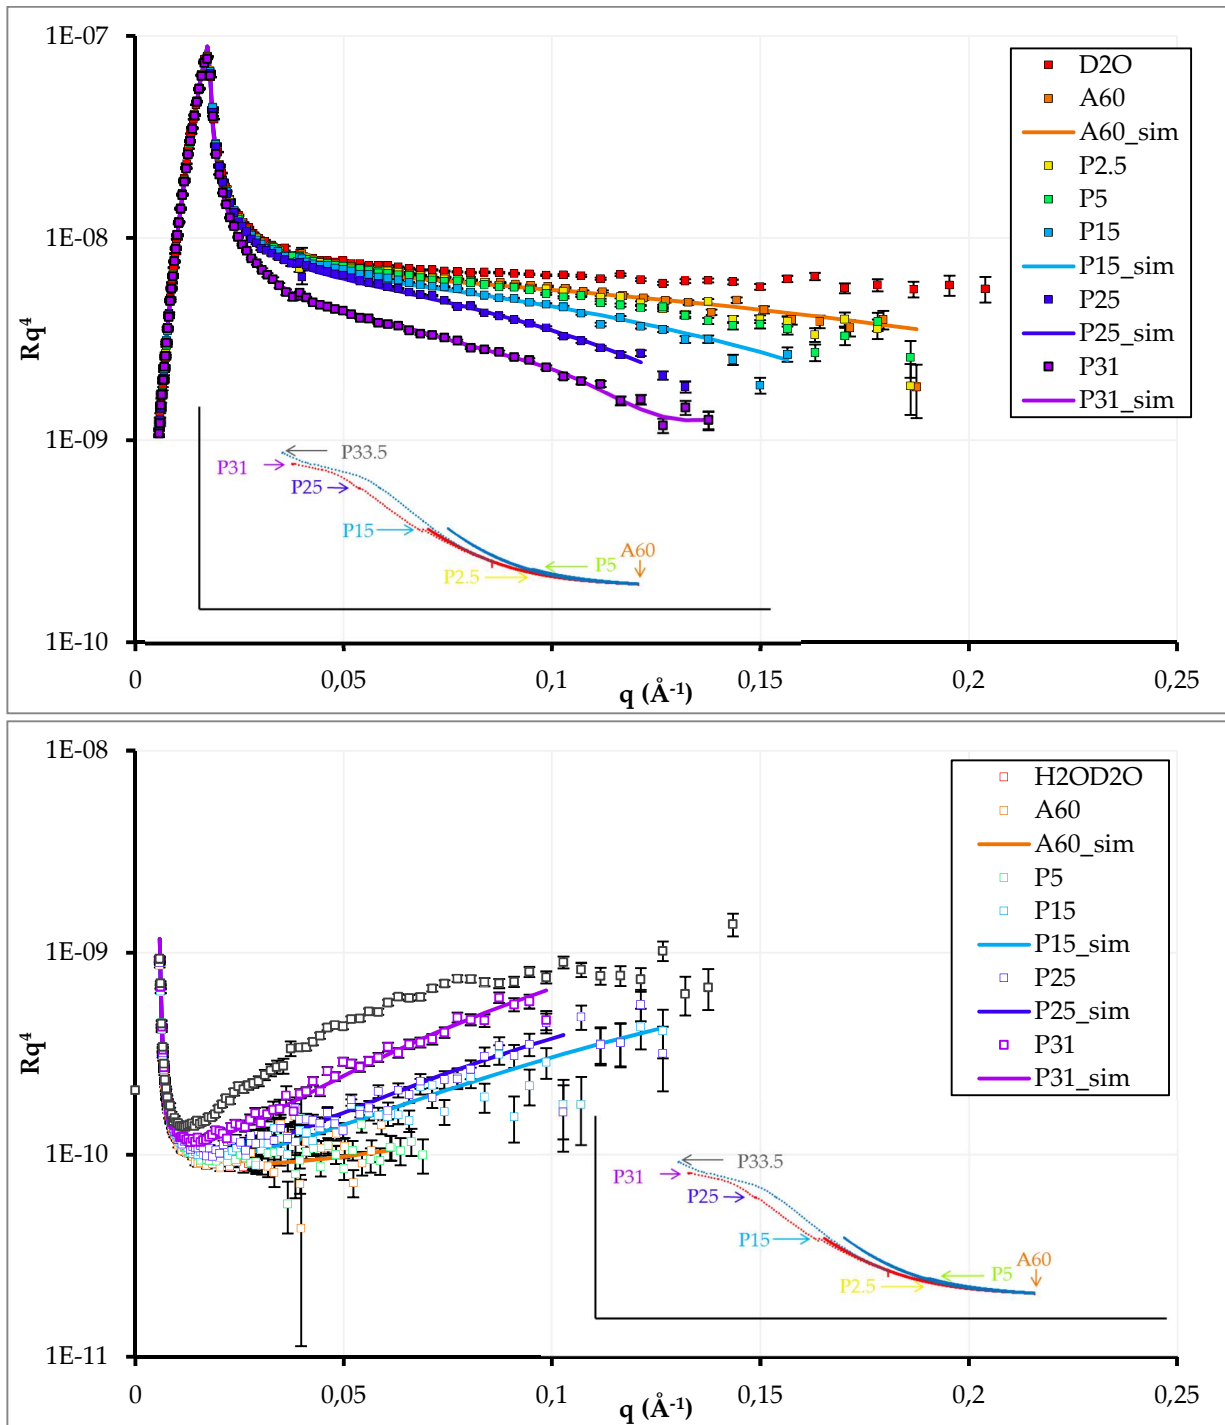 1E-07
1E-08
1E-09
1E-10
Rq⁴
0
0,05
0,1
0,15
0,2
0,25
q (Å⁻¹)
D2O
A60
A60_sim
P2.5
P5
P15
P15_sim
P25
P25_sim
P31
P31_sim
P33.5
P31
P25
P15
A60
P5
P2.5
1E-08
1E-09
1E-10
1E-11
Rq⁴
0
0,05
0,1
0,15
0,2
0,25
q (Å⁻¹)
H2OD2O
A60
A60_sim
P5
P15
P15_sim
P25
P25_sim
P31
P31_sim
P33.5
P31
P25
P15
A60
P5
P2.5